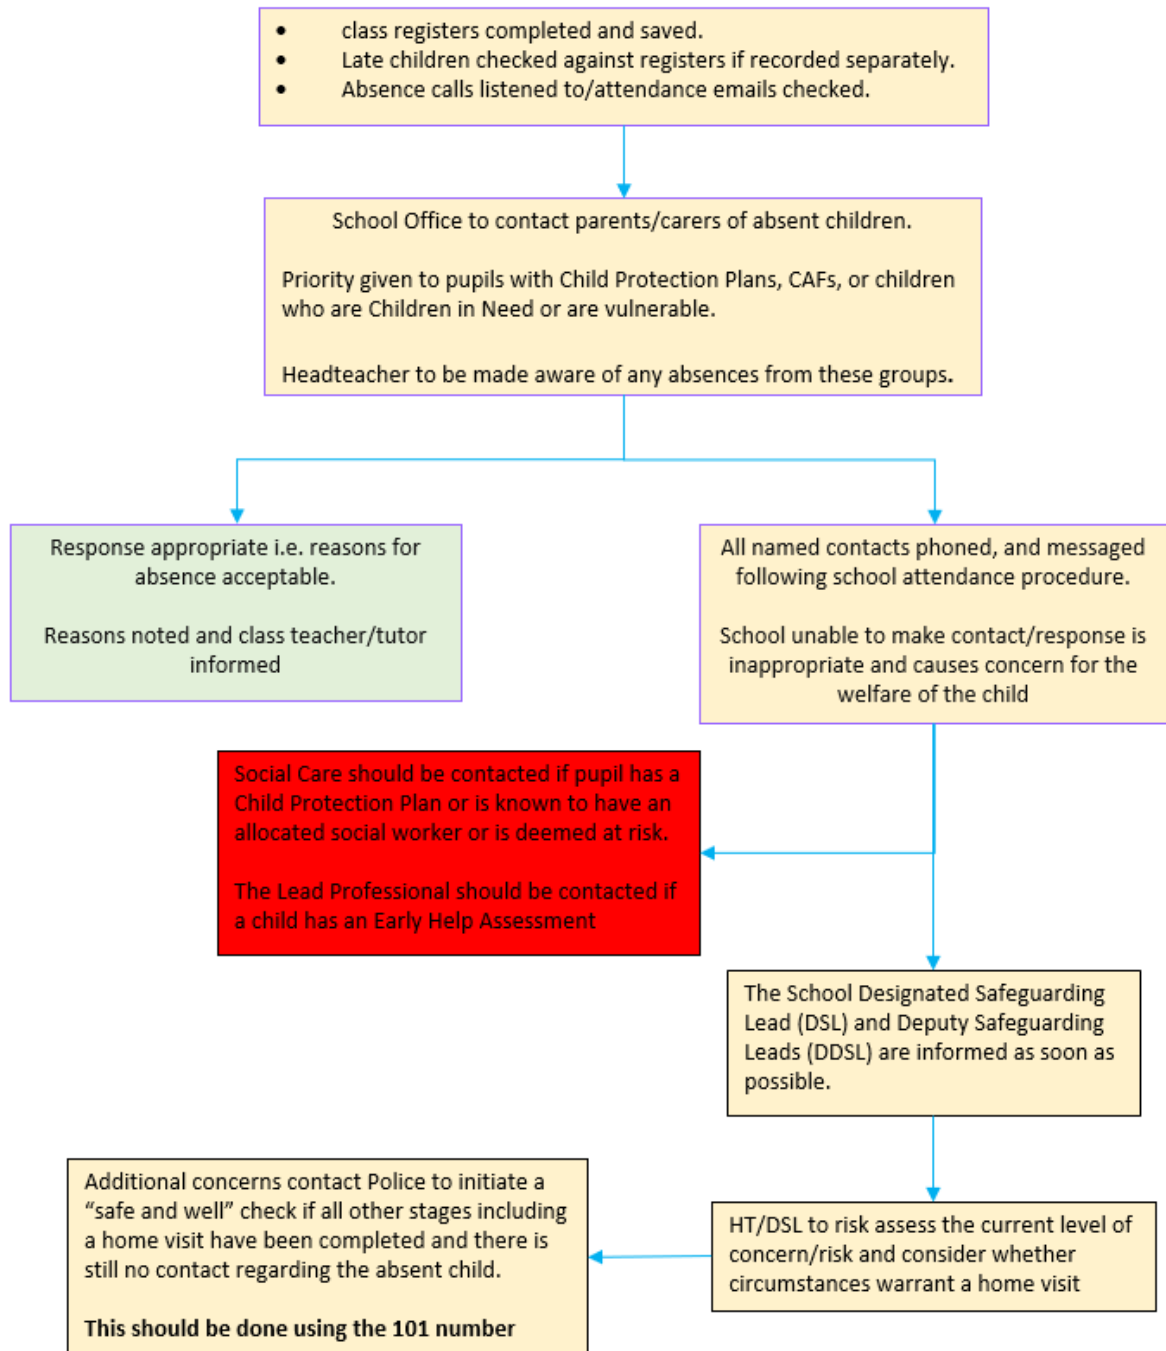 • class registers completed and saved.
• Late children checked against registers if recorded separately.
• Absence calls listened to/attendance emails checked.
School Office to contact parents/carers of absent children.
Priority given to pupils with Child Protection Plans, CAFs, or children
who are Children in Need or are vulnerable.
Headteacher to be made aware of any absences from these groups.
Response appropriate i.e. reasons for
absence acceptable.
Reasons noted and class teacher/tutor
informed
All named contacts phoned, and messaged
following school attendance procedure.
School unable to make contact/response is
inappropriate and causes concern for the
welfare of the child
Social Care should be contacted if pupil has a
Child Protection Plan or is known to have an
allocated social worker or is deemed at risk.
The Lead Professional should be contacted if
a child has an Early Help Assessment
The School Designated Safeguarding
Lead (DSL) and Deputy Safeguarding
Leads (DDSL) are informed as soon as
possible.
HT/DSL to risk assess the current level of
concern/risk and consider whether
circumstances warrant a home visit
Additional concerns contact Police to initiate a
“safe and well” check if all other stages including
a home visit have been completed and there is
still no contact regarding the absent child.
This should be done using the 101 number